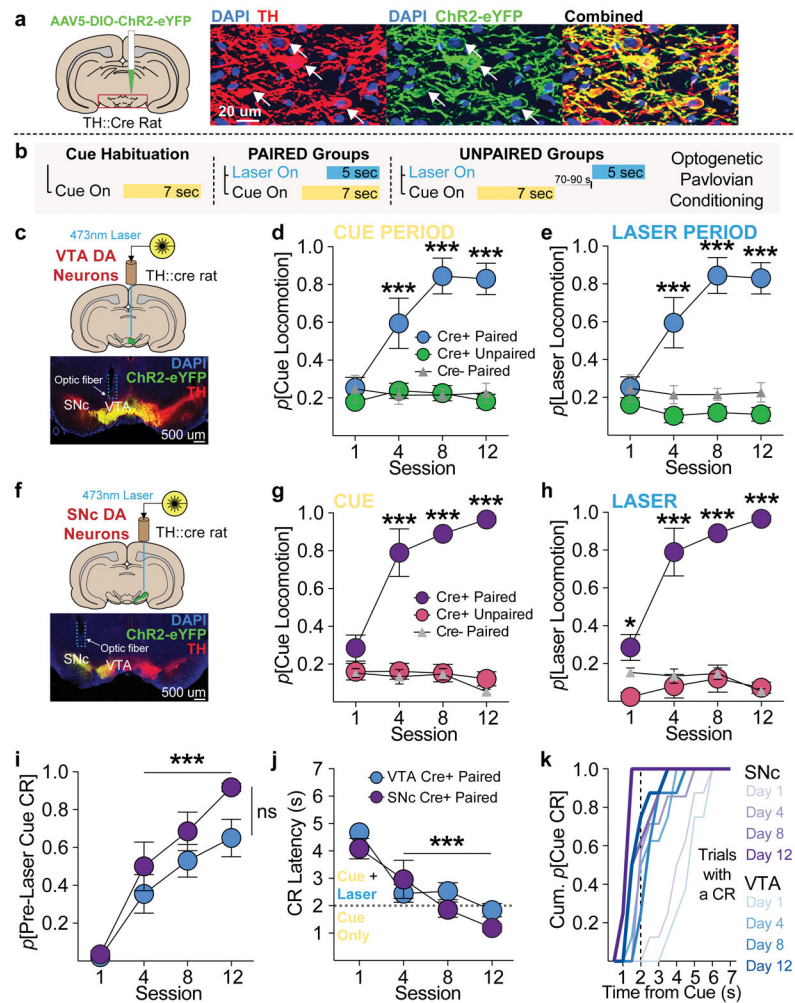 a
AAV5-DIO-ChR2-eYFP
TH::Cre Rat
DAPI TH
20 um
DAPI ChR2-eYFP
Combined
b
Cue Habituation
Cue On 7 sec
PAIRED Groups
Laser On 5 sec
Cue On 7 sec
UNPAIRED Groups
Laser On 5 sec
70-90 s
Cue On 7 sec
Optogenetic
Pavlovian
Conditioning
c
473nm Laser
VTA DA
Neurons
TH::cre rat
DAPI
ChR2-eYFP
TH
Optic fiber
SNc
VTA
500 um
d
CUE PERIOD
p[Cue Locomotion]
1.0
0.8
0.6
0.4
0.2
***
***
***
Cre+ Paired
Cre+ Unpaired
Cre- Paired
1 4 8 12
Session
e
LASER PERIOD
p[Laser Locomotion]
1.0
0.8
0.6
0.4
0.2
***
***
***
1 4 8 12
Session
f
473nm Laser
SNc DA
Neurons
TH::cre rat
DAPI
ChR2-eYFP
TH
Optic fiber
SNc
VTA
500 um
g
CUE
p[Cue Locomotion]
1.0
0.8
0.6
0.4
0.2
***
***
***
Cre+ Paired
Cre+ Unpaired
Cre- Paired
1 4 8 12
Session
h
LASER
p[Laser Locomotion]
1.0
0.8
0.6
0.4
0.2
*
***
***
***
1 4 8 12
Session
i
p[Pre-Laser Cue CR]
1.0
0.8
0.6
0.4
0.2
***
ns
1 4 8 12
Session
j
CR Latency (s)
7
6
5
4
3
2
1
VTA Cre+ Paired
SNc Cre+ Paired
***
Cue +
Laser
Cue
Only
1 4 8 12
Session
k
Cum. p[Cue CR]
1.0
0.8
0.6
0.4
0.2
Trials
with
a CR
1 2 3 4 5 6 7
Time from Cue (s)
SNc
Day 1
Day 4
Day 8
Day 12
VTA
Day 1
Day 4
Day 8
Day 12